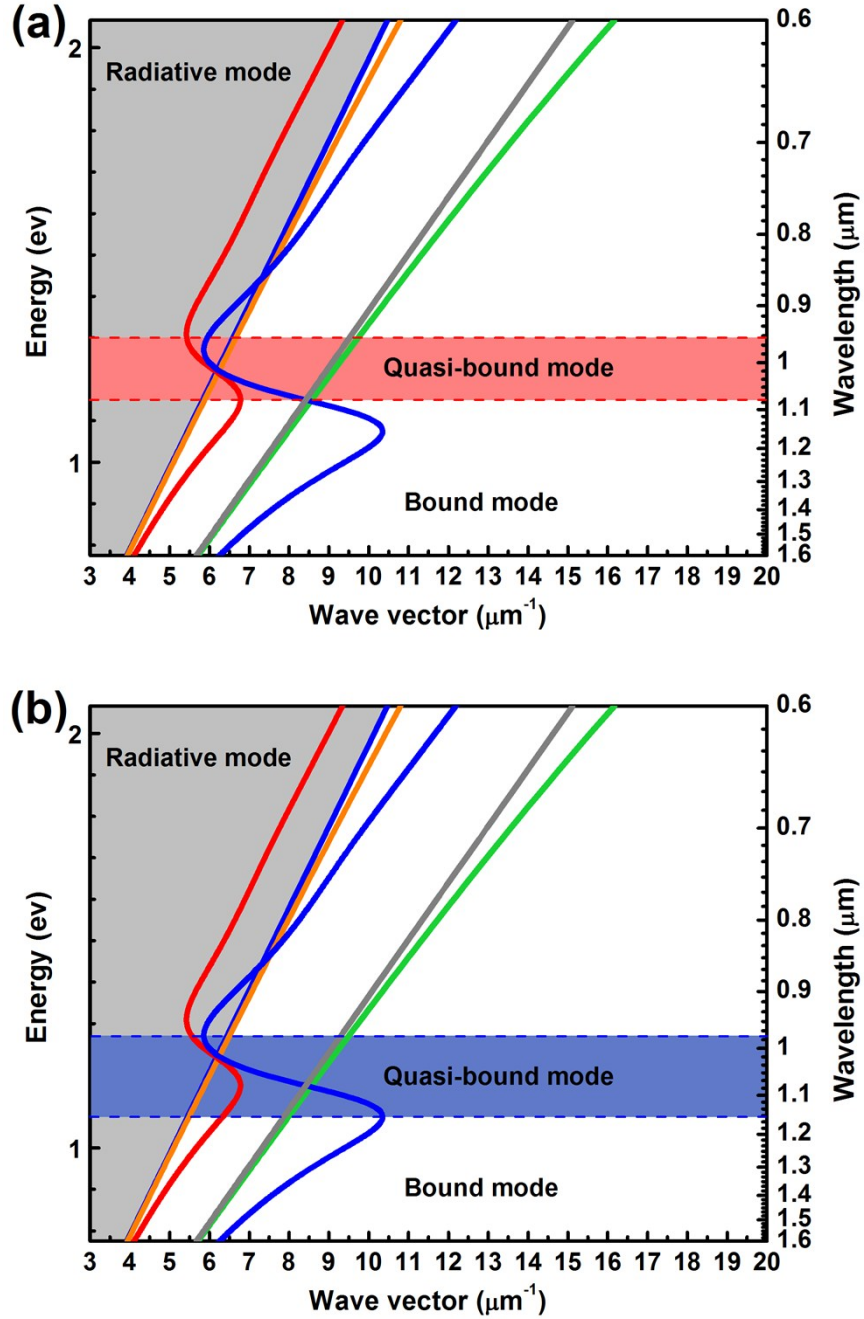 (a)
2
1
Energy (ev)
Radiative mode
Quasi-bound mode
Bound mode
0.6
0.7
0.8
0.9
1
1.1
1.2
1.3
1.4
1.5
1.6
Wavelength (μm)
3 4 5 6 7 8 9 10 11 12 13 14 15 16 17 18 19 20
Wave vector (μm⁻¹)
(b)
2
1
Energy (ev)
Radiative mode
Quasi-bound mode
Bound mode
0.6
0.7
0.8
0.9
1
1.1
1.2
1.3
1.4
1.5
1.6
Wavelength (μm)
3 4 5 6 7 8 9 10 11 12 13 14 15 16 17 18 19 20
Wave vector (μm⁻¹)